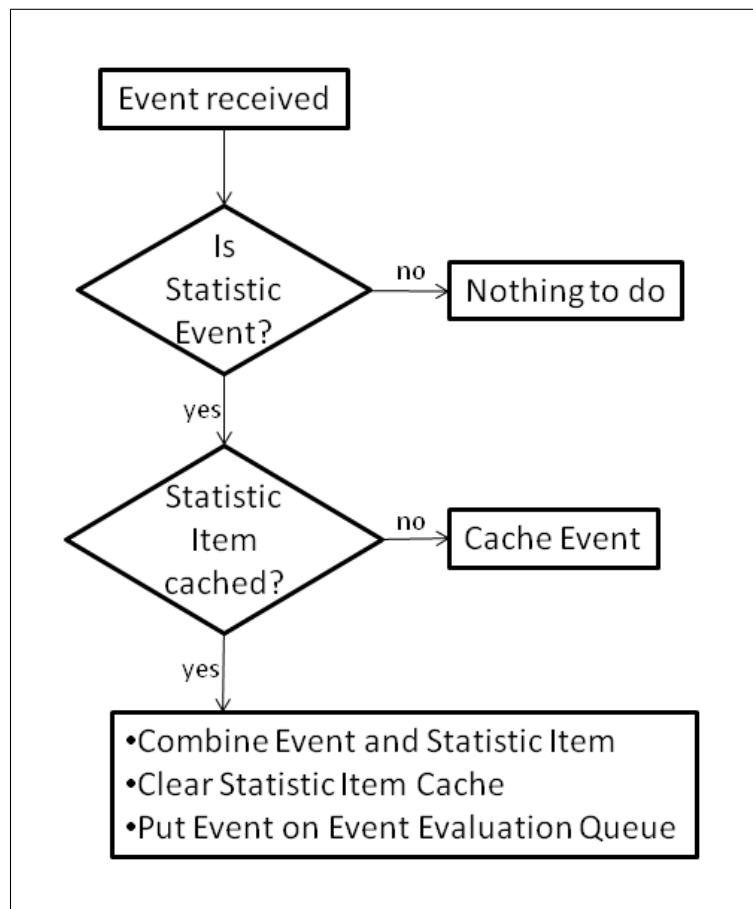 Event received
Is
Statistic
Event?
no
Nothing to do
yes
Statistic
Item
cached?
no
Cache Event
yes
•Combine Event and Statistic Item
•Clear Statistic Item Cache
•Put Event on Event Evaluation Queue